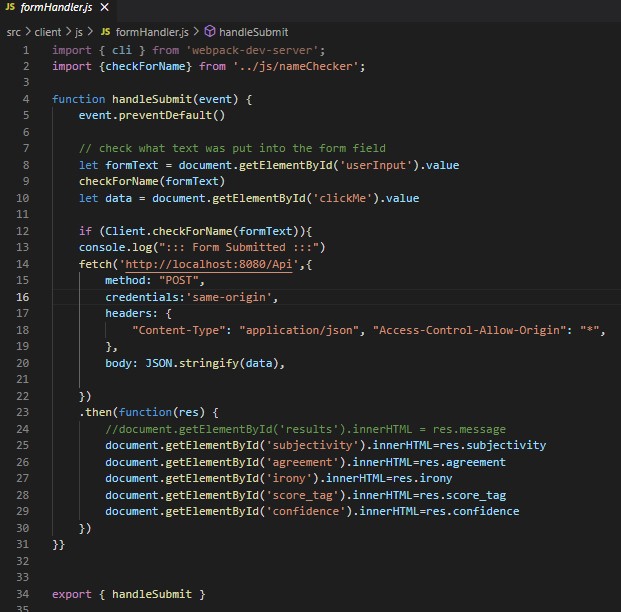 JS formHandler.js ×
src > client > js > JS formHandler.js > handleSubmit
1 import { cli } from 'webpack-dev-server';
2 import {checkForName} from '../js/nameChecker';
3
4 function handleSubmit(event) {
5 event.preventDefault()
6
7 // check what text was put into the form field
8 let formText = document.getElementById('userInput').value
9 checkForName(formText)
10 let data = document.getElementById('clickMe').value
11
12 if (Client.checkForName(formText)){
13 console.log("::: Form Submitted :::")
14 fetch('http://localhost:8080/Api',{
15 method: "POST",
16 credentials:'same-origin',
17 headers: {
18 "Content-Type": "application/json", "Access-Control-Allow-Origin": "*",
19 },
20 body: JSON.stringify(data),
21
22 })
23 .then(function(res) {
24 //document.getElementById('results').innerHTML = res.message
25 document.getElementById('subjectivity').innerHTML=res.subjectivity
26 document.getElementById('agreement').innerHTML=res.agreement
27 document.getElementById('irony').innerHTML=res.irony
28 document.getElementById('score_tag').innerHTML=res.score_tag
29 document.getElementById('confidence').innerHTML=res.confidence
30 })
31 }}
32
33
34 export { handleSubmit }
35